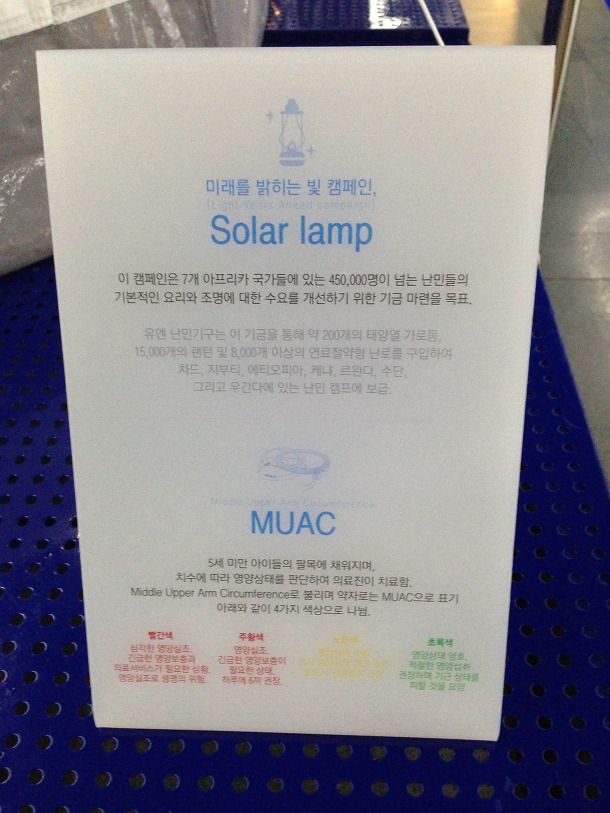 미래를 밝히는 빛 캠페인,
(Light Years Ahead campaign)
Solar lamp
이 캠페인은 7개 아프리카 국가들에 있는 450,000명이 넘는 난민들의
기본적인 요리와 조명에 대한 수요를 개선하기 위한 기금 마련을 목표.
유엔 난민기구는 이 기금을 통해 약 200개의 태양열 가로등,
15,000개의 랜턴 및 8,000개 이상의 연료절약형 난로를 구입하여
차드, 지부티, 에티오피아, 케냐, 르완다, 수단,
그리고 우간다에 있는 난민 캠프에 보급.
Middle Upper Arm Circumference
MUAC
5세 미만 아이들의 팔목에 채워지며,
치수에 따라 영양상태를 판단하여 의료진이 치료함.
Middle Upper Arm Circumference로 불리며 약자로는 MUAC으로 표기
아래와 같이 4가지 색상으로 나뉨.
빨간색
심각한 영양실조.
긴급한 영양보충과
의료서비스가 필요한 상황.
영양실조로 생명의 위험.
주황색
영양실조.
긴급한 영양보충이
필요한 상태.
하루에 6끼 권장.
노란색
초록색
영양상태 양호.
적절한 영양섭취
권장하며 기근 상태를
피할 것을 요망.